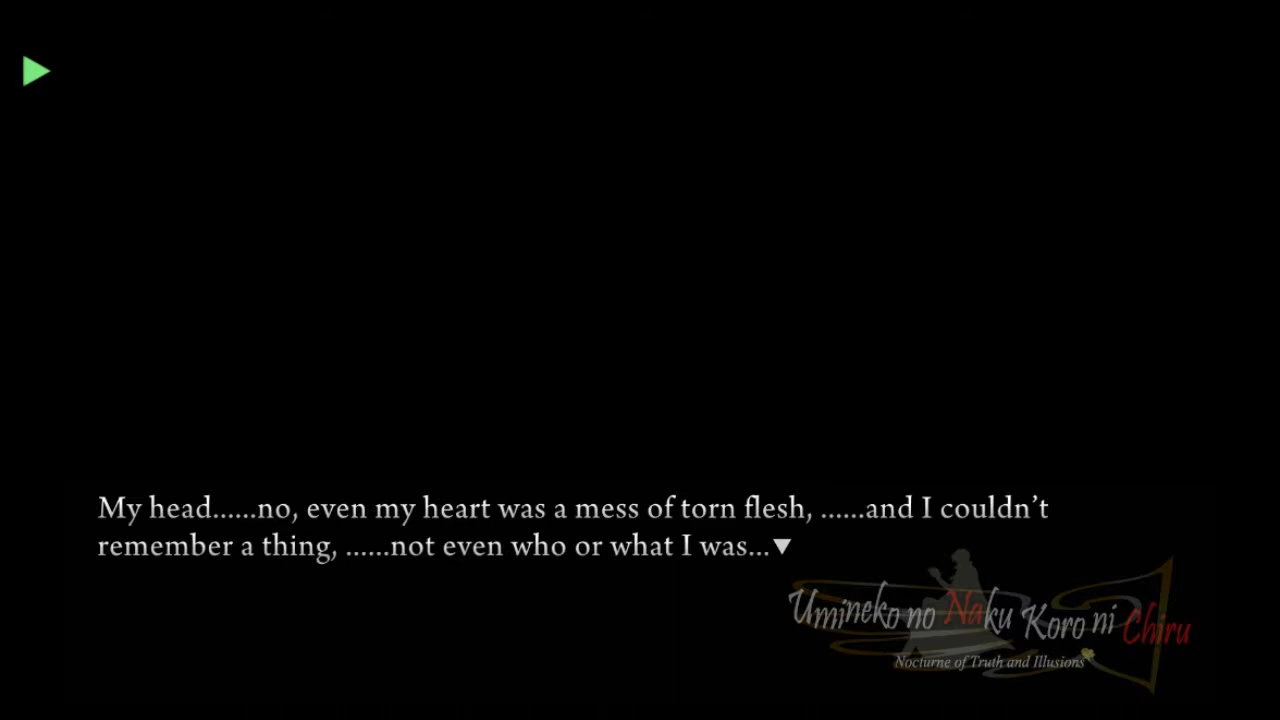 My head......no, even my heart was a mess of torn flesh, ......and I couldn’t
remember a thing, ......not even who or what I was...
Umineko no Naku Koro ni Chiru
Nocturne of Truth and Illusions